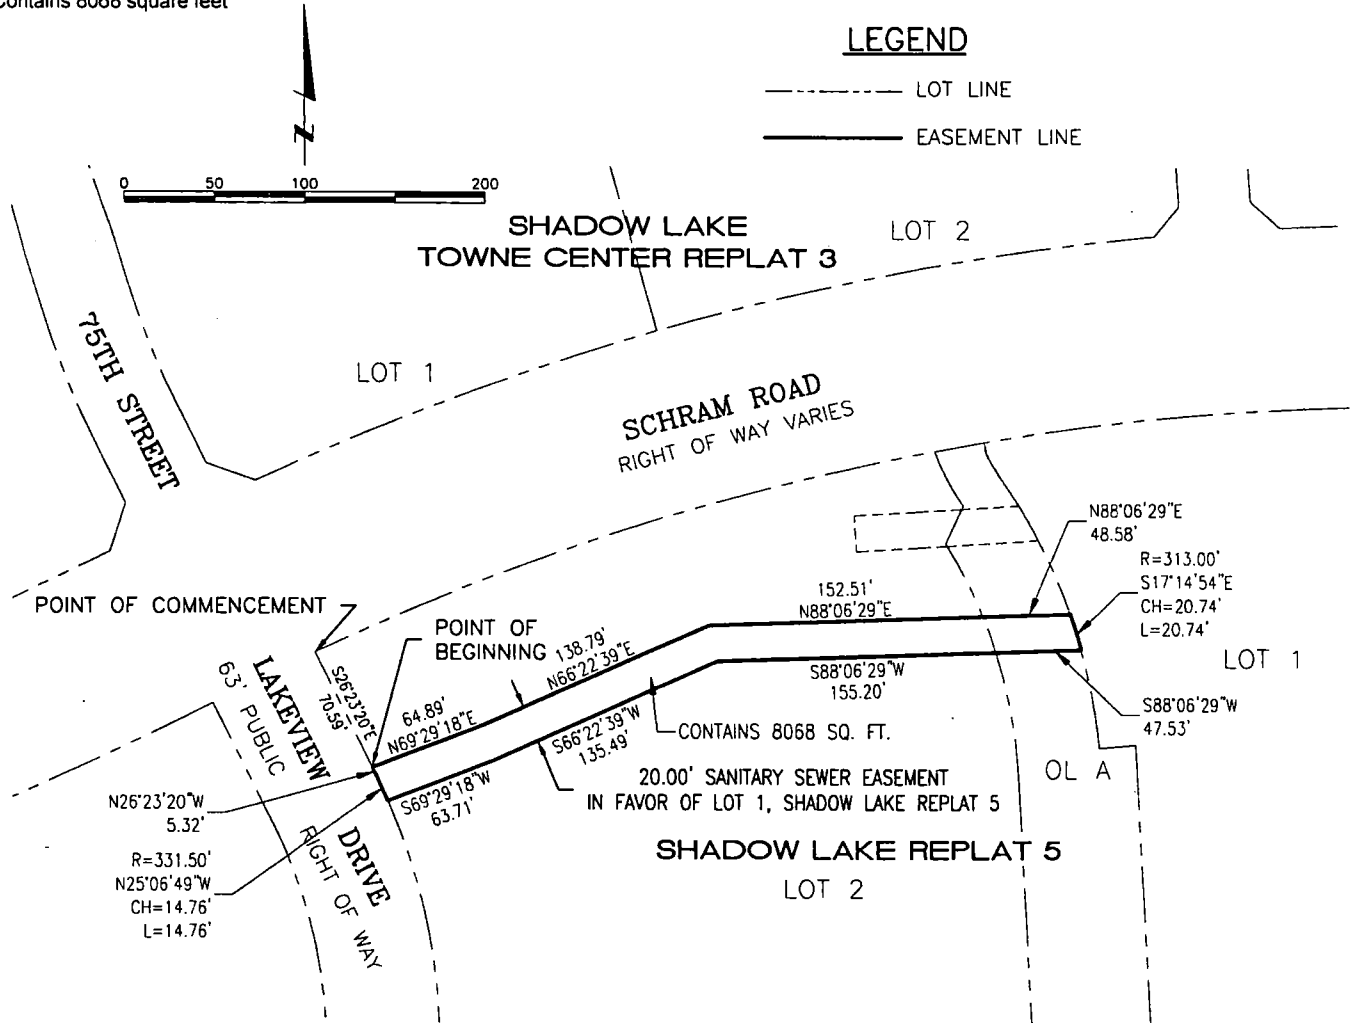 Contains 8068 square feet
LEGEND
LOT LINE
EASEMENT LINE
N
0 50 100 200
SHADOW LAKE
TOWNE CENTER REPLAT 3
LOT 2
75TH STREET
LOT 1
SCHRAM ROAD
RIGHT OF WAY VARIES
N88°06'29"E
48.58'
R=313.00'
S17°14'54"E
CH=20.74'
L=20.74'
POINT OF COMMENCEMENT
POINT OF
BEGINNING
152.51'
N88°06'29"E
138.79'
N66°22'39"E
S26°23'20"E
70.59'
64.89'
N69°29'18"E
S88°06'29"W
155.20'
LOT 1
S88°06'29"W
47.53'
LAKEVIEW DRIVE
63' PUBLIC RIGHT OF WAY
S66°22'39"W
135.49'
CONTAINS 8068 SQ. FT.
S69°29'18"W
63.71'
20.00' SANITARY SEWER EASEMENT
IN FAVOR OF LOT 1, SHADOW LAKE REPLAT 5
OL A
N26°23'20"W
5.32'
R=331.50'
N25°06'49"W
CH=14.76'
L=14.76'
SHADOW LAKE REPLAT 5
LOT 2